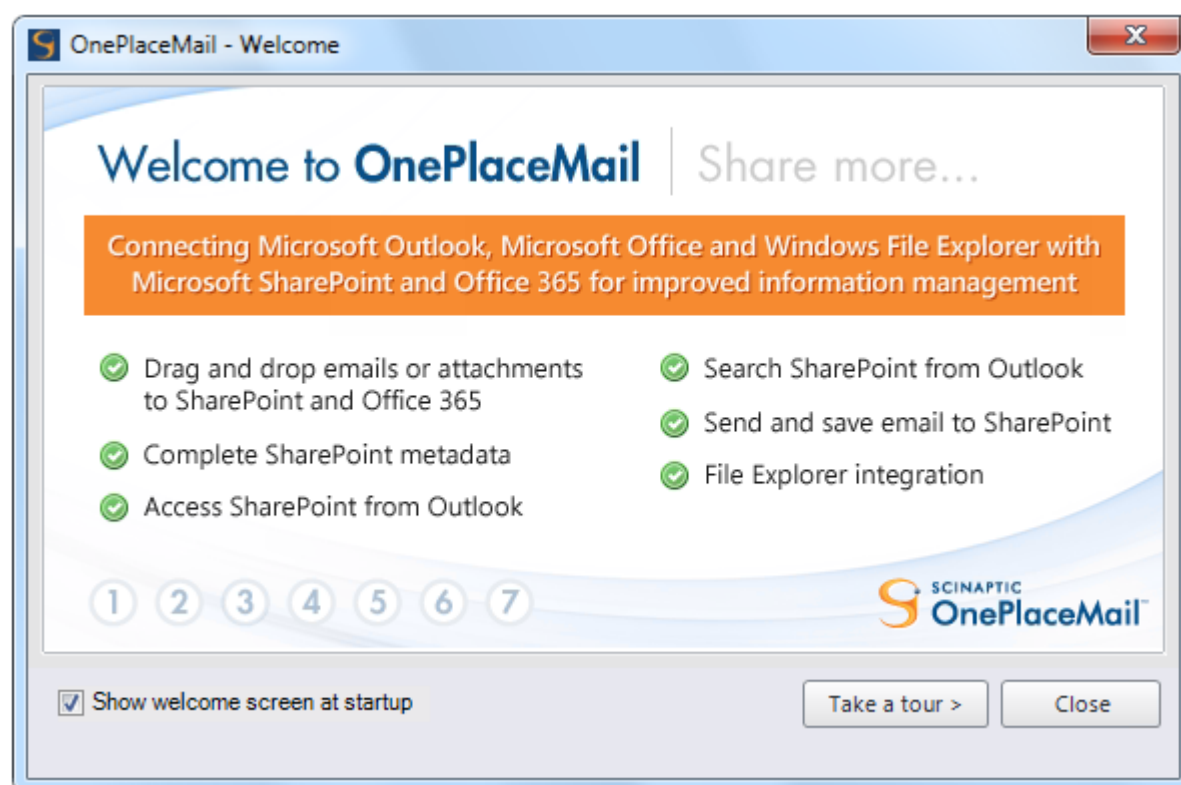 OnePlaceMail - Welcome
X
Welcome to OnePlaceMail Share more...
Connecting Microsoft Outlook, Microsoft Office and Windows File Explorer with
Microsoft SharePoint and Office 365 for improved information management
Drag and drop emails or attachments
to SharePoint and Office 365
Complete SharePoint metadata
Access SharePoint from Outlook
Search SharePoint from Outlook
Send and save email to SharePoint
File Explorer integration
1 2 3 4 5 6 7
SCINAPTIC
OnePlaceMail™
Show welcome screen at startup
Take a tour >
Close